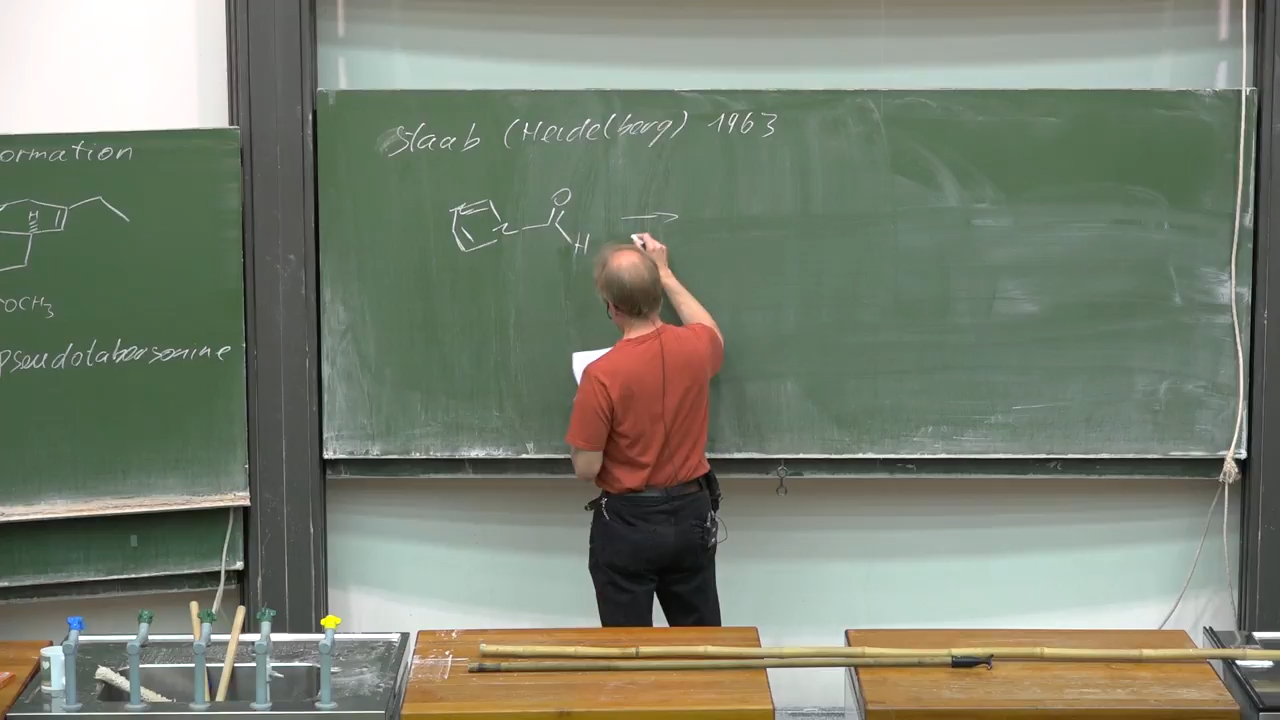 ormation
H
OCH3
pseudotabersonine
Staab (Heidelberg) 1963
O
N
H